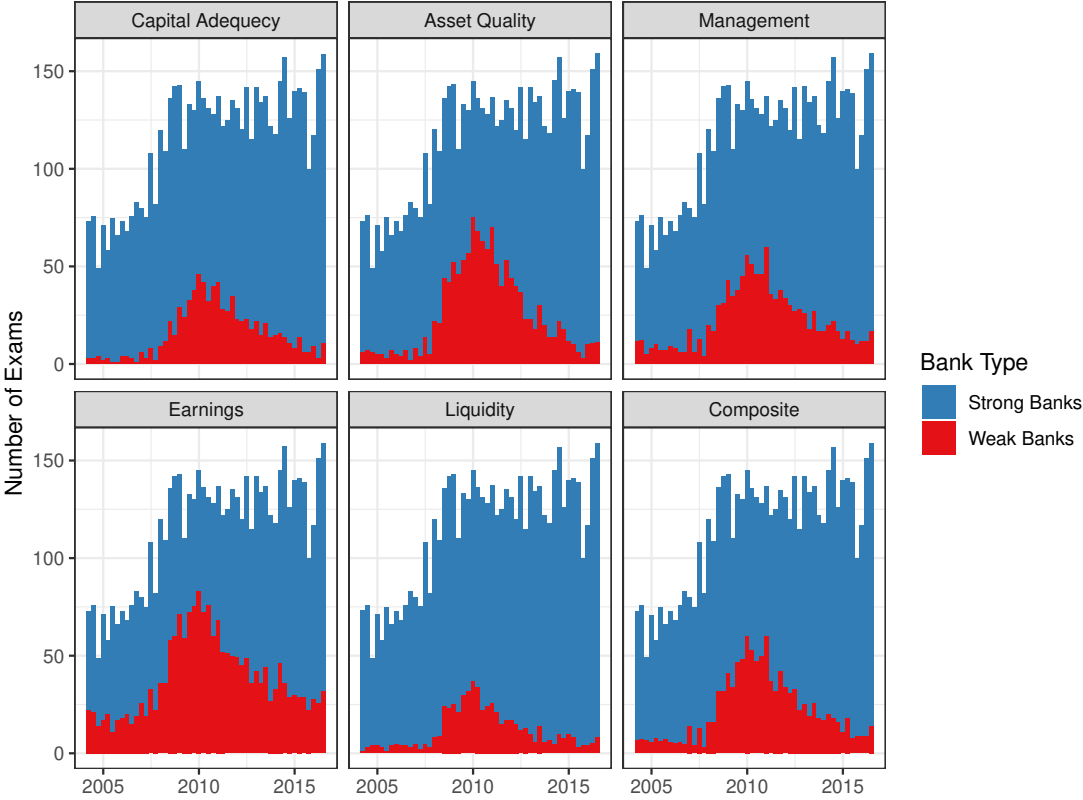 Capital Adequecy
Asset Quality
Management
150
100
50
0
Earnings
Liquidity
Composite
150
100
50
0
2005
2010
2015
2005
2010
2015
2005
2010
2015
Number of Exams
Bank Type
Strong Banks
Weak Banks